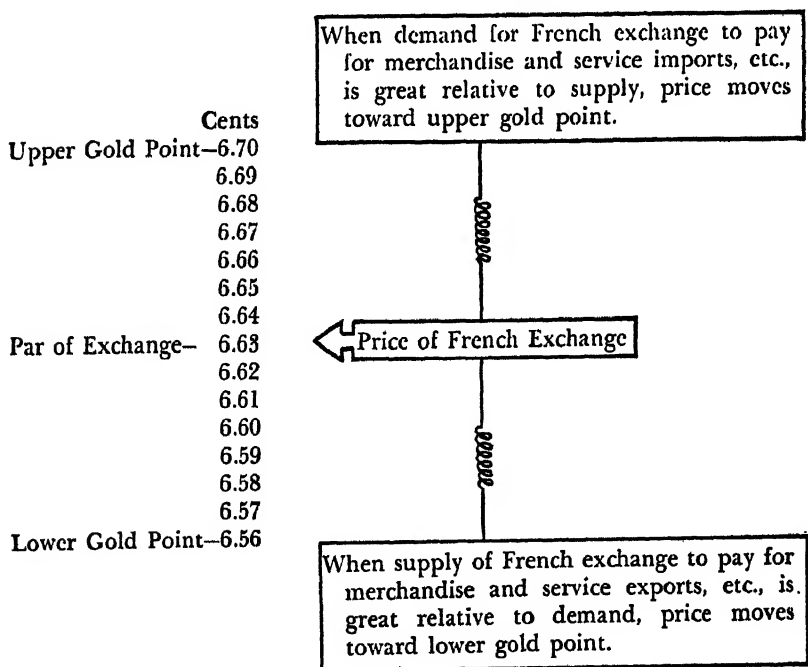 When demand for French exchange to pay
for merchandise and service imports, etc.,
is great relative to supply, price moves
toward upper gold point.
Cents
Upper Gold Point–6.70
6.69
6.68
6.67
6.66
6.65
6.64
Par of Exchange– 6.63
Price of French Exchange
6.62
6.61
6.60
6.59
6.58
6.57
Lower Gold Point–6.56
When supply of French exchange to pay for
merchandise and service exports, etc., is
great relative to demand, price moves
toward lower gold point.